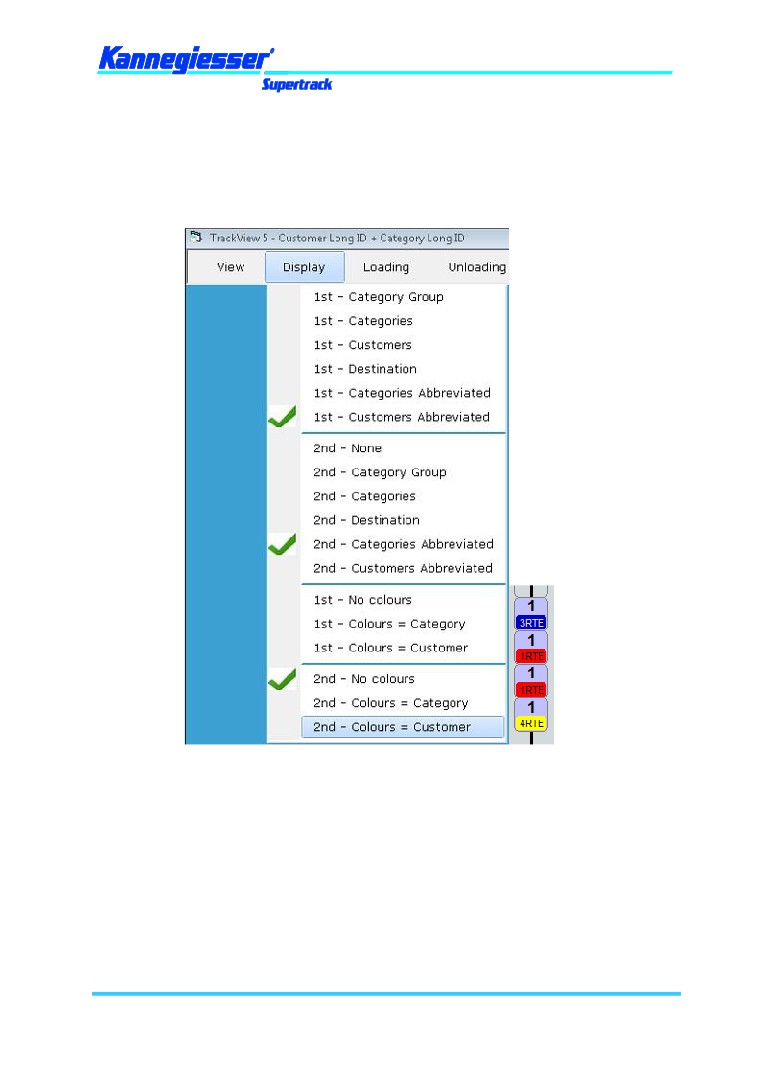 Kannegiesser
Supertrack
TrackView 5 - Customer Long ID + Category Long ID
View Display Loading Unloading
1st - Category Group
1st - Categories
1st - Customers
1st - Destination
1st - Categories Abbreviated
1st - Customers Abbreviated
2nd - None
2nd - Category Group
2nd - Categories
2nd - Destination
2nd - Categories Abbreviated
2nd - Customers Abbreviated
1st - No colours
1st - Colours = Category
1st - Colours = Customer
2nd - No colours
2nd - Colours = Category
2nd - Colours = Customer
1
3RTE
1
1RTE
1
1RTE
1
4RTE